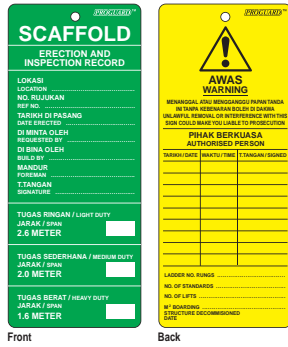 PROGUARD™
SCAFFOLD
ERECTION AND
INSPECTION RECORD
LOKASI
LOCATION
NO. RUJUKAN
REF NO.
TARIKH DI PASANG
DATE ERECTED
DI MINTA OLEH
REQUESTED BY
DI BINA OLEH
BUILD BY
MANDUR
FOREMAN
T.TANGAN
SIGNATURE
TUGAS RINGAN / LIGHT DUTY
JARAK / SPAN
2.6 METER
TUGAS SEDERHANA / MEDIUM DUTY
JARAK / SPAN
2.0 METER
TUGAS BERAT / HEAVY DUTY
JARAK / SPAN
1.6 METER
Front
PROGUARD™
AWAS
WARNING
MENANGGAL ATAU MENGGANGGU PAPAN TANDA
INI TANPA KEBENARAN BOLEH DI DAKWA
UNLAWFUL REMOVAL OR INTERFERENCE WITH THIS
SIGN COULD MAKE YOU LIABLE TO PROSECUTION
PIHAK BERKUASA
AUTHORISED PERSON
TARIKH / DATE WAKTU / TIME T.TANGAN / SIGNED
LADDER NO. RUNGS
NO. OF STANDARDS
NO. OF LIFTS
M² BOARDING
STRUCTURE DECOMMISIONED
DATE
Back